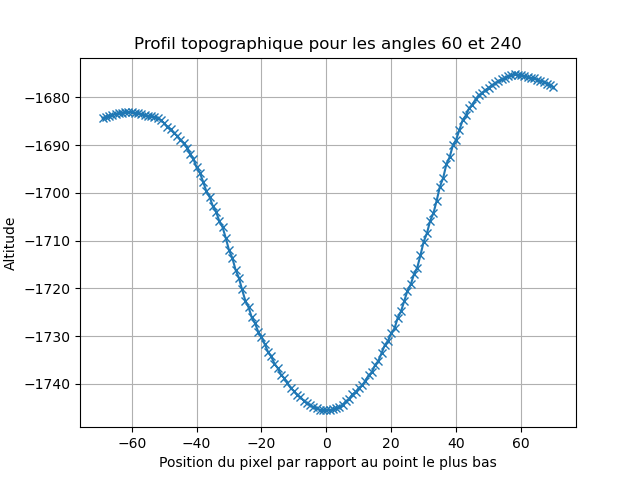 Profil topographique pour les angles 60 et 240
Altitude
−1680
−1690
−1700
−1710
−1720
−1730
−1740
−60 −40 −20 0 20 40 60
Position du pixel par rapport au point le plus bas